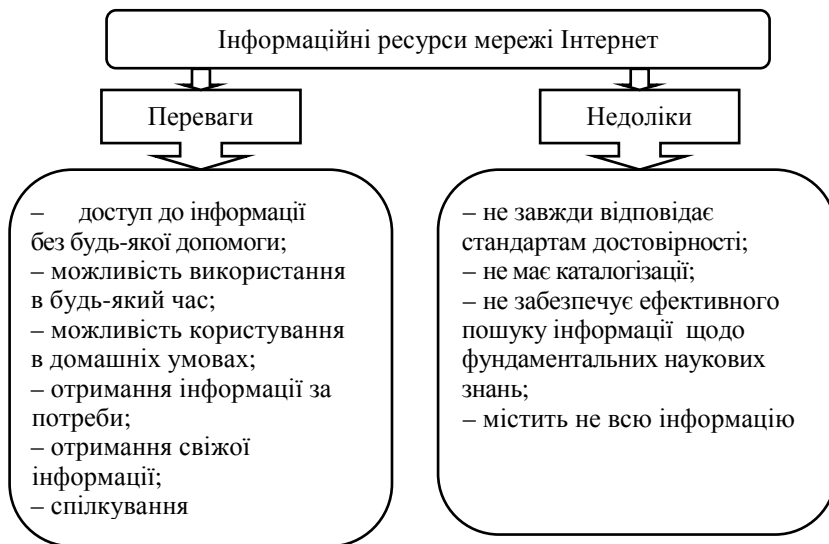 Інформаційні ресурси мережі Інтернет
Переваги
Недоліки
– доступ до інформації
без будь-якої допомоги;
– можливість використання
в будь-який час;
– можливість користування
в домашніх умовах;
– отримання інформації за
потреби;
– отримання свіжої
інформації;
– спілкування
– не завжди відповідає
стандартам достовірності;
– не має каталогізації;
– не забезпечує ефективного
пошуку інформації щодо
фундаментальних наукових
знань;
– містить не всю інформацію